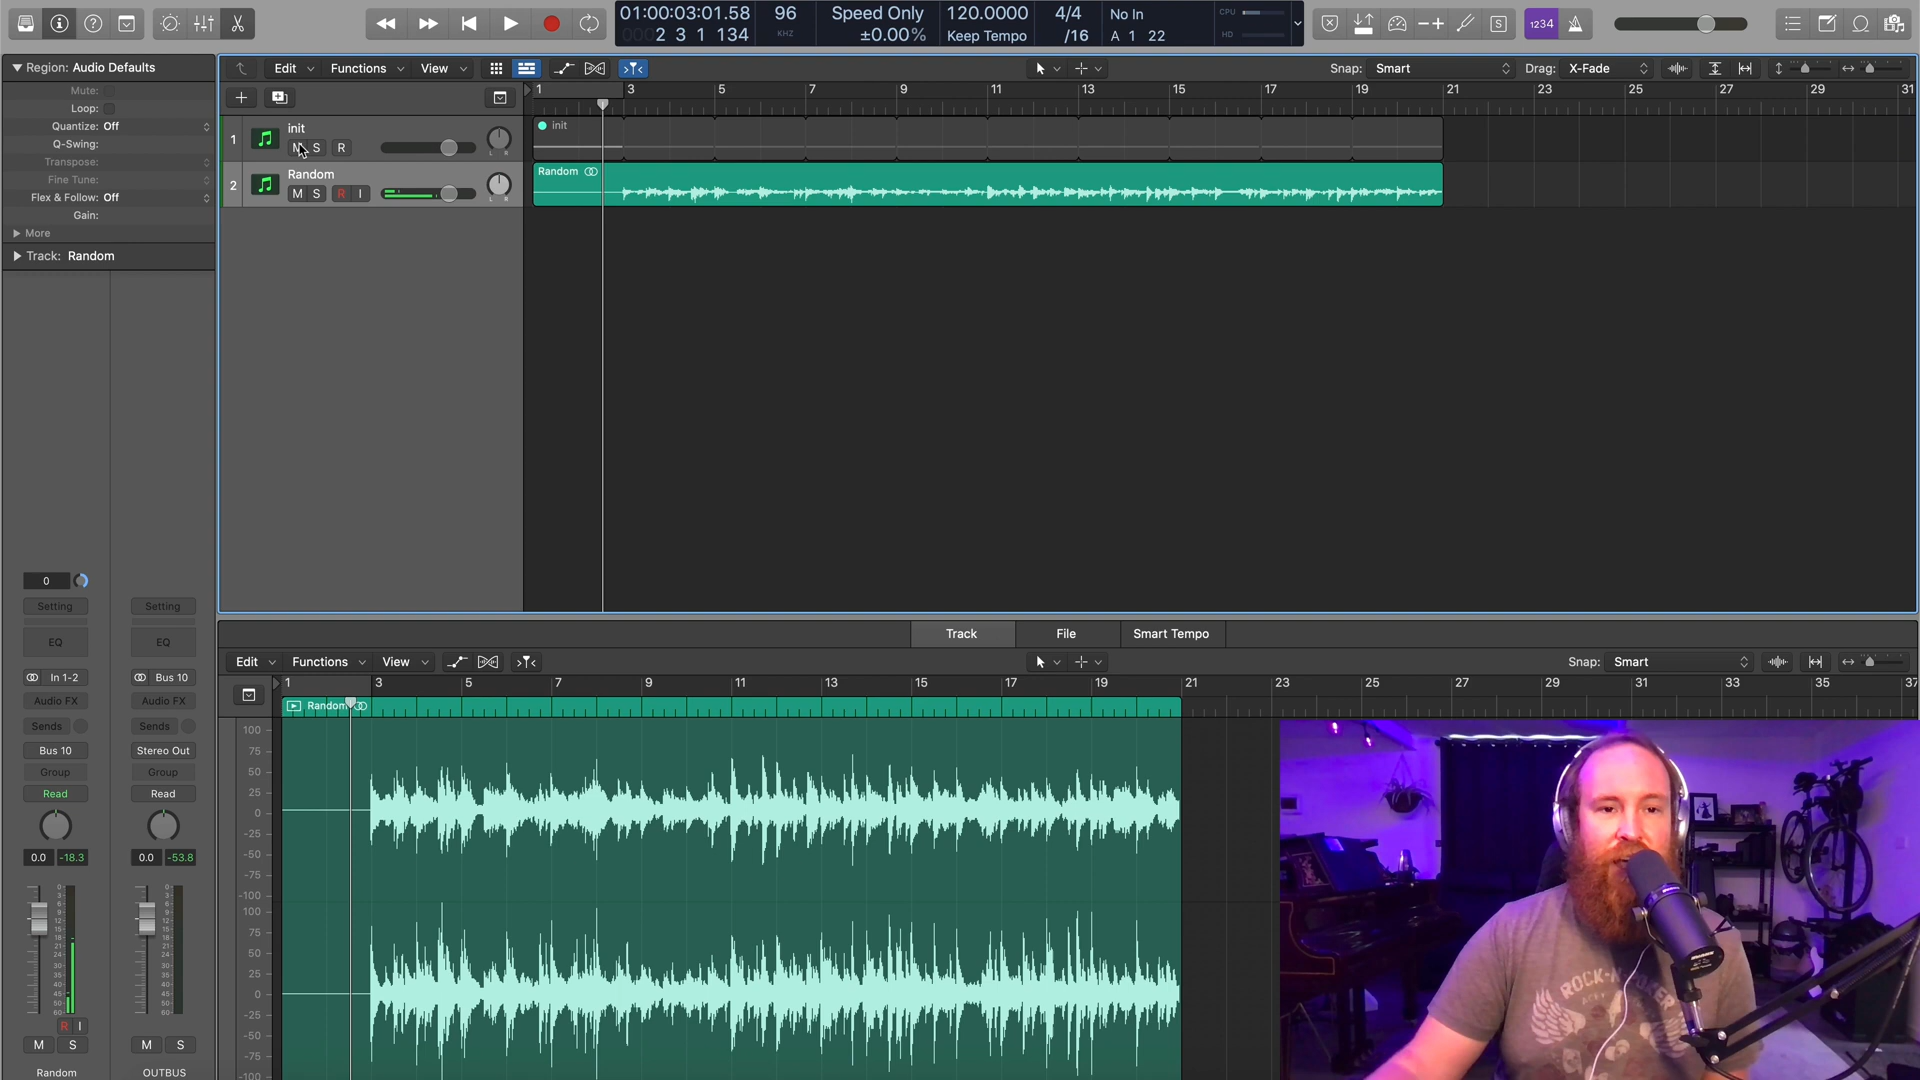 01:00:03:01.58
96
Speed Only
120.0000
4/4
No In
CPU
0002 3 1 134
KHZ
±0.00%
Keep Tempo
/16
A 1 22
HD
1234
S
Region: Audio Defaults
Mute:
Loop:
Quantize: Off
Q-Swing:
Transpose:
Fine Tune:
Flex & Follow: Off
Gain:
More
Track: Random
Edit
Functions
View
Snap: Smart
Drag: X-Fade
1 3 5 7 9 11 13 15 17 19 21 23 25 27 29 31
1
init
M S R
L R
init
2
Random
M S R I
L R
Random
0
Setting
Setting
EQ
EQ
In 1-2
Bus 10
Audio FX
Audio FX
Sends
Sends
Bus 10
Stereo Out
Group
Group
Read
Read
0.0 -18.3
0.0 -53.8
R I
M S
M S
Random
OUTBUS
Track
File
Smart Tempo
Edit
Functions
View
Snap: Smart
1 3 5 7 9 11 13 15 17 19 21 23 25 27 29 31 33 35 37
Random
100
75
50
25
0
-25
-50
-75
-100
100
75
50
25
0
-25
-50
-75
-100
ROCK-N-ROLLER